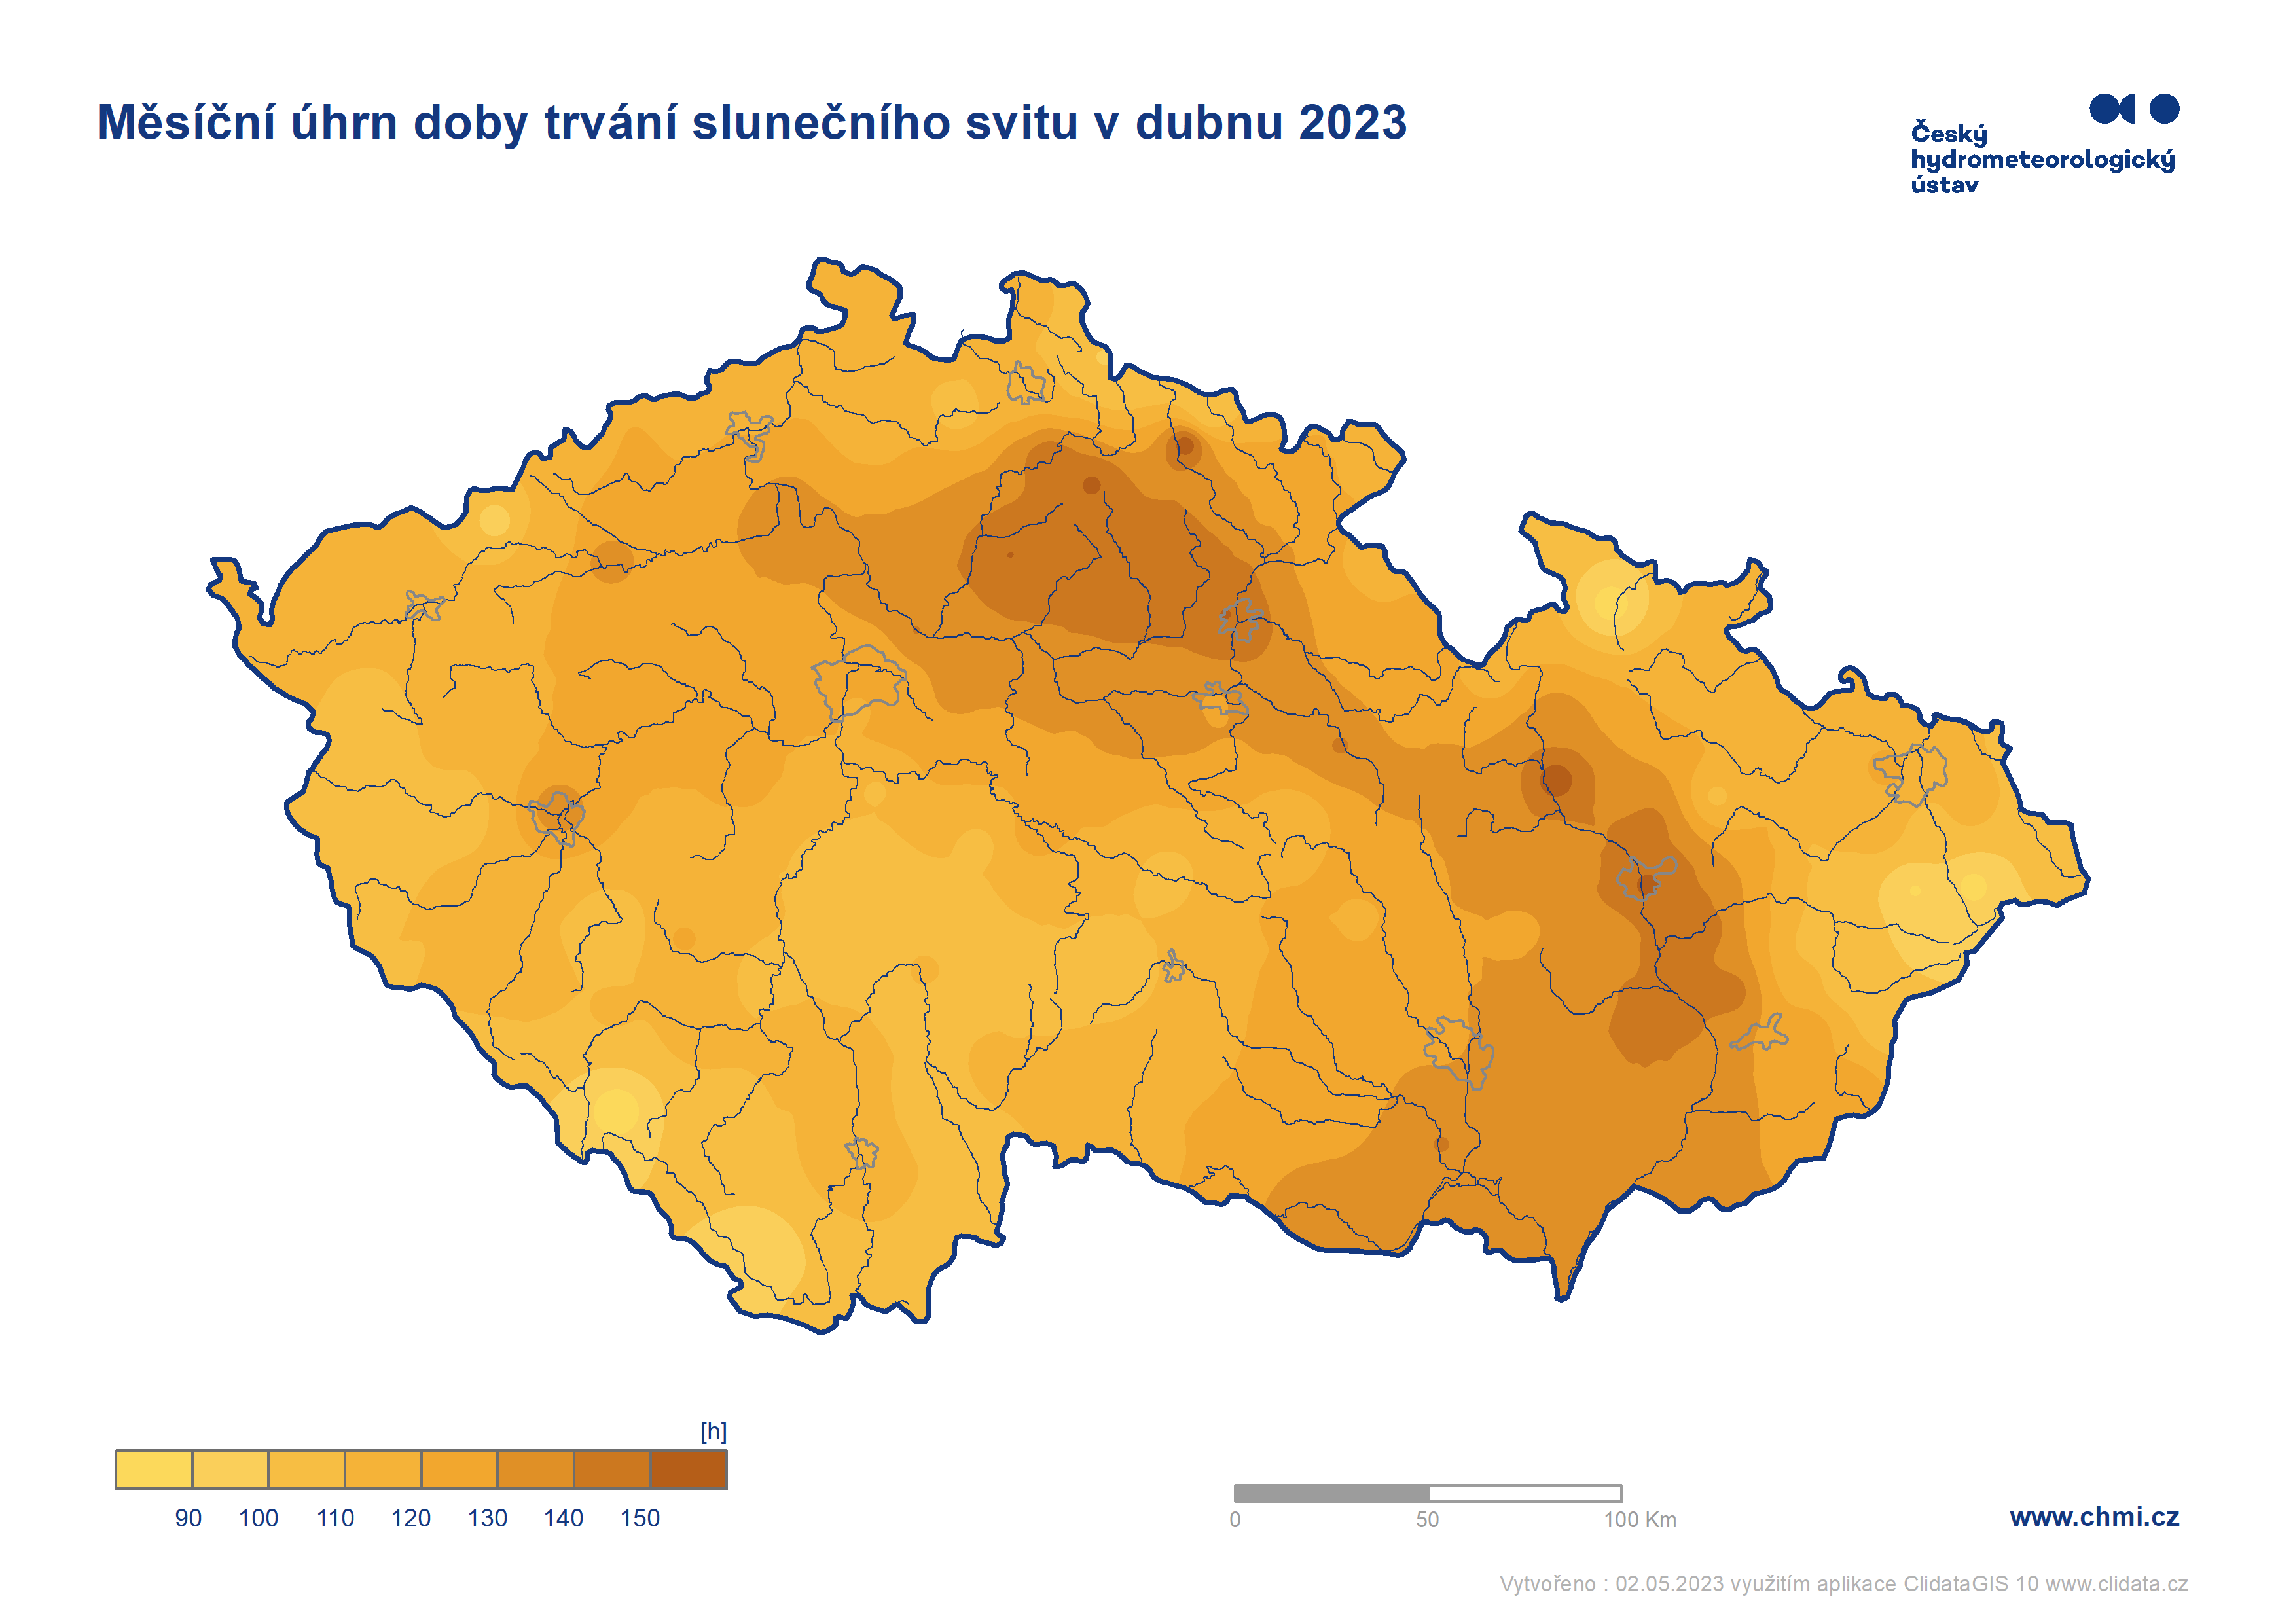 Měsíční úhrn doby trvání slunečního svitu v dubnu 2023
Český
hydrometeorologický
ústav
[h]
90 100 110 120 130 140 150
0 50 100 Km
www.chmi.cz
Vytvořeno : 02.05.2023 využitím aplikace ClidataGIS 10 www.clidata.cz